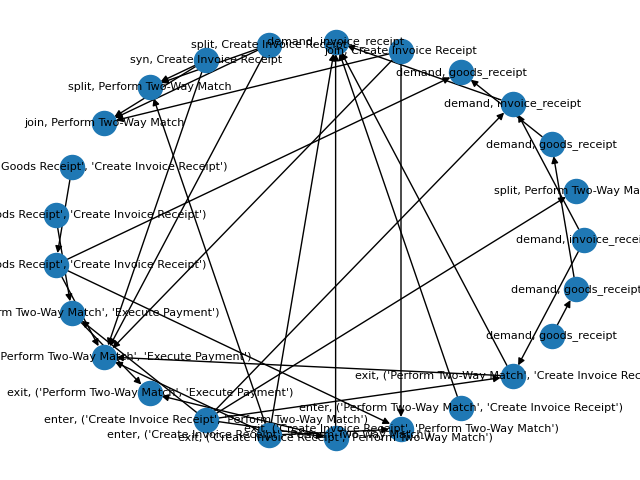 demand, invoice_receipt
split, Create Invoice Receipt
join, Create Invoice Receipt
syn, Create Invoice Receipt
demand, goods_receipt
split, Perform Two-Way Match
demand, invoice_receipt
join, Perform Two-Way Match
demand, goods_receipt
Goods Receipt', 'Create Invoice Receipt')
split, Perform Two-Way Ma
ods Receipt', 'Create Invoice Receipt')
demand, invoice_receipt
ods Receipt', 'Create Invoice Receipt')
demand, goods_receipt
rm Two-Way Match', 'Execute Payment')
demand, goods_receipt
Perform Two-Way Match', 'Execute Payment')
exit, ('Perform Two-Way Match', 'Create Invoice Rec
exit, ('Perform Two-Way Match', 'Execute Payment')
enter, ('Perform Two-Way Match', 'Create Invoice Receipt')
enter, ('Create Invoice Receipt', 'Perform Two-Way Match')
exit, ('Create Invoice Receipt', 'Perform Two-Way Match')
enter, ('Create Invoice Receipt', 'Perform Two-Way Match')
exit, ('Create Invoice Receipt', 'Perform Two-Way Match')